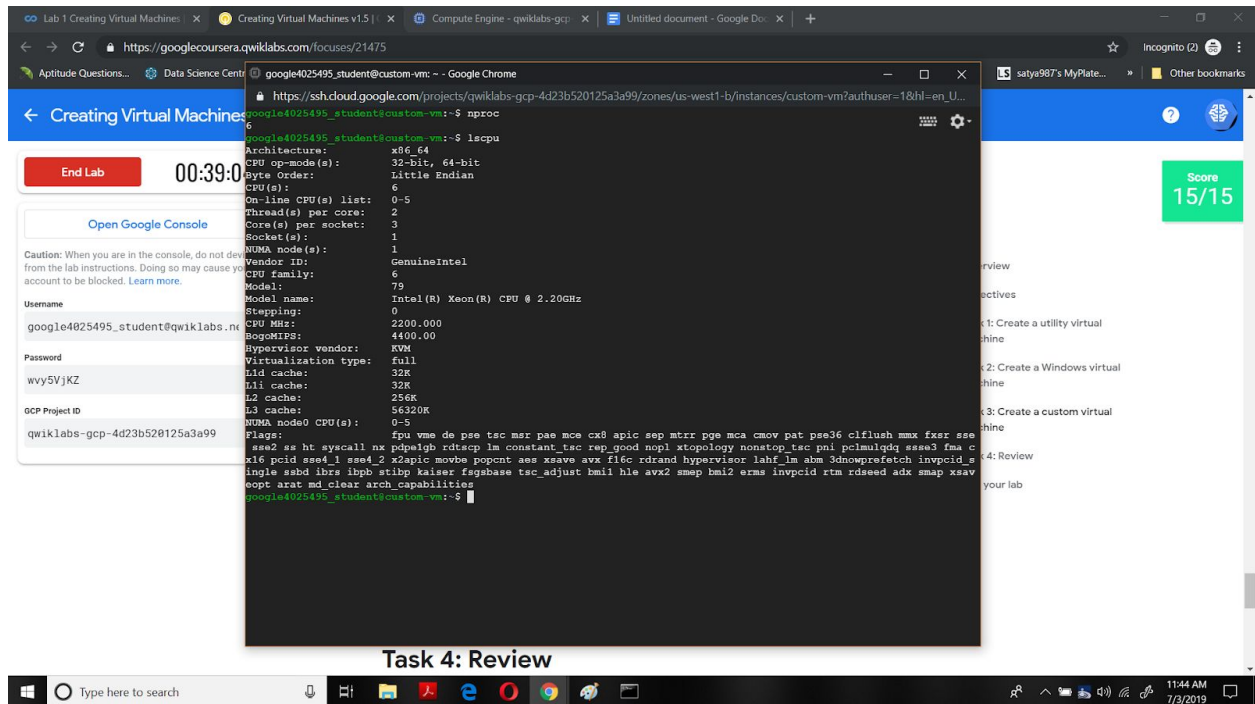 Lab 1 Creating Virtual Machines
Creating Virtual Machines v1.5 |
Compute Engine - qwiklabs-gcp-
Untitled document - Google Doc
https://googlecoursera.qwiklabs.com/focuses/21475
Incognito (2)
Aptitude Questions...
Data Science Centr
satya987's MyPlate...
»
Other bookmarks
google4025495_student@custom-vm: ~ - Google Chrome
https://ssh.cloud.google.com/projects/qwiklabs-gcp-4d23b520125a3a99/zones/us-west1-b/instances/custom-vm?authuser=1&hl=en_U...
Creating Virtual Machines
End Lab
00:39:0
Open Google Console
Caution: When you are in the console, do not dev
from the lab instructions. Doing so may cause yo
account to be blocked. Learn more.
Username
google4025495_student@qwiklabs.ne
Password
wvy5VjKZ
GCP Project ID
qwiklabs-gcp-4d23b520125a3a99
google4025495_student@custom-vm:~$ nproc
6
google4025495_student@custom-vm:~$ lscpu
Architecture: x86_64
CPU op-mode(s): 32-bit, 64-bit
Byte Order: Little Endian
CPU(s): 6
On-line CPU(s) list: 0-5
Thread(s) per core: 2
Core(s) per socket: 3
Socket(s): 1
NUMA node(s): 1
Vendor ID: GenuineIntel
CPU family: 6
Model: 79
Model name: Intel(R) Xeon(R) CPU @ 2.20GHz
Stepping: 0
CPU MHz: 2200.000
BogoMIPS: 4400.00
Hypervisor vendor: KVM
Virtualization type: full
L1d cache: 32K
L1i cache: 32K
L2 cache: 256K
L3 cache: 56320K
NUMA node0 CPU(s): 0-5
Flags: fpu vme de pse tsc msr pae mce cx8 apic sep mtrr pge mca cmov pat pse36 clflush mmx fxsr sse
sse2 ss ht syscall nx pdpe1gb rdtscp lm constant_tsc rep_good nopl xtopology nonstop_tsc pni pclmulqdq ssse3 fma c
x16 pcid sse4_1 sse4_2 x2apic movbe popcnt aes xsave avx f16c rdrand hypervisor lahf_lm abm 3dnowprefetch invpcid_s
ingle ssbd ibrs ibpb stibp kaiser fsgsbase tsc_adjust bmi1 hle avx2 smep bmi2 erms invpcid rtm rdseed adx smap xsav
eopt arat md_clear arch_capabilities
google4025495_student@custom-vm:~$
Score
15/15
erview
ectives
k 1: Create a utility virtual
chine
k 2: Create a Windows virtual
chine
k 3: Create a custom virtual
chine
k 4: Review
your lab
Task 4: Review
Type here to search
11:44 AM
7/3/2019